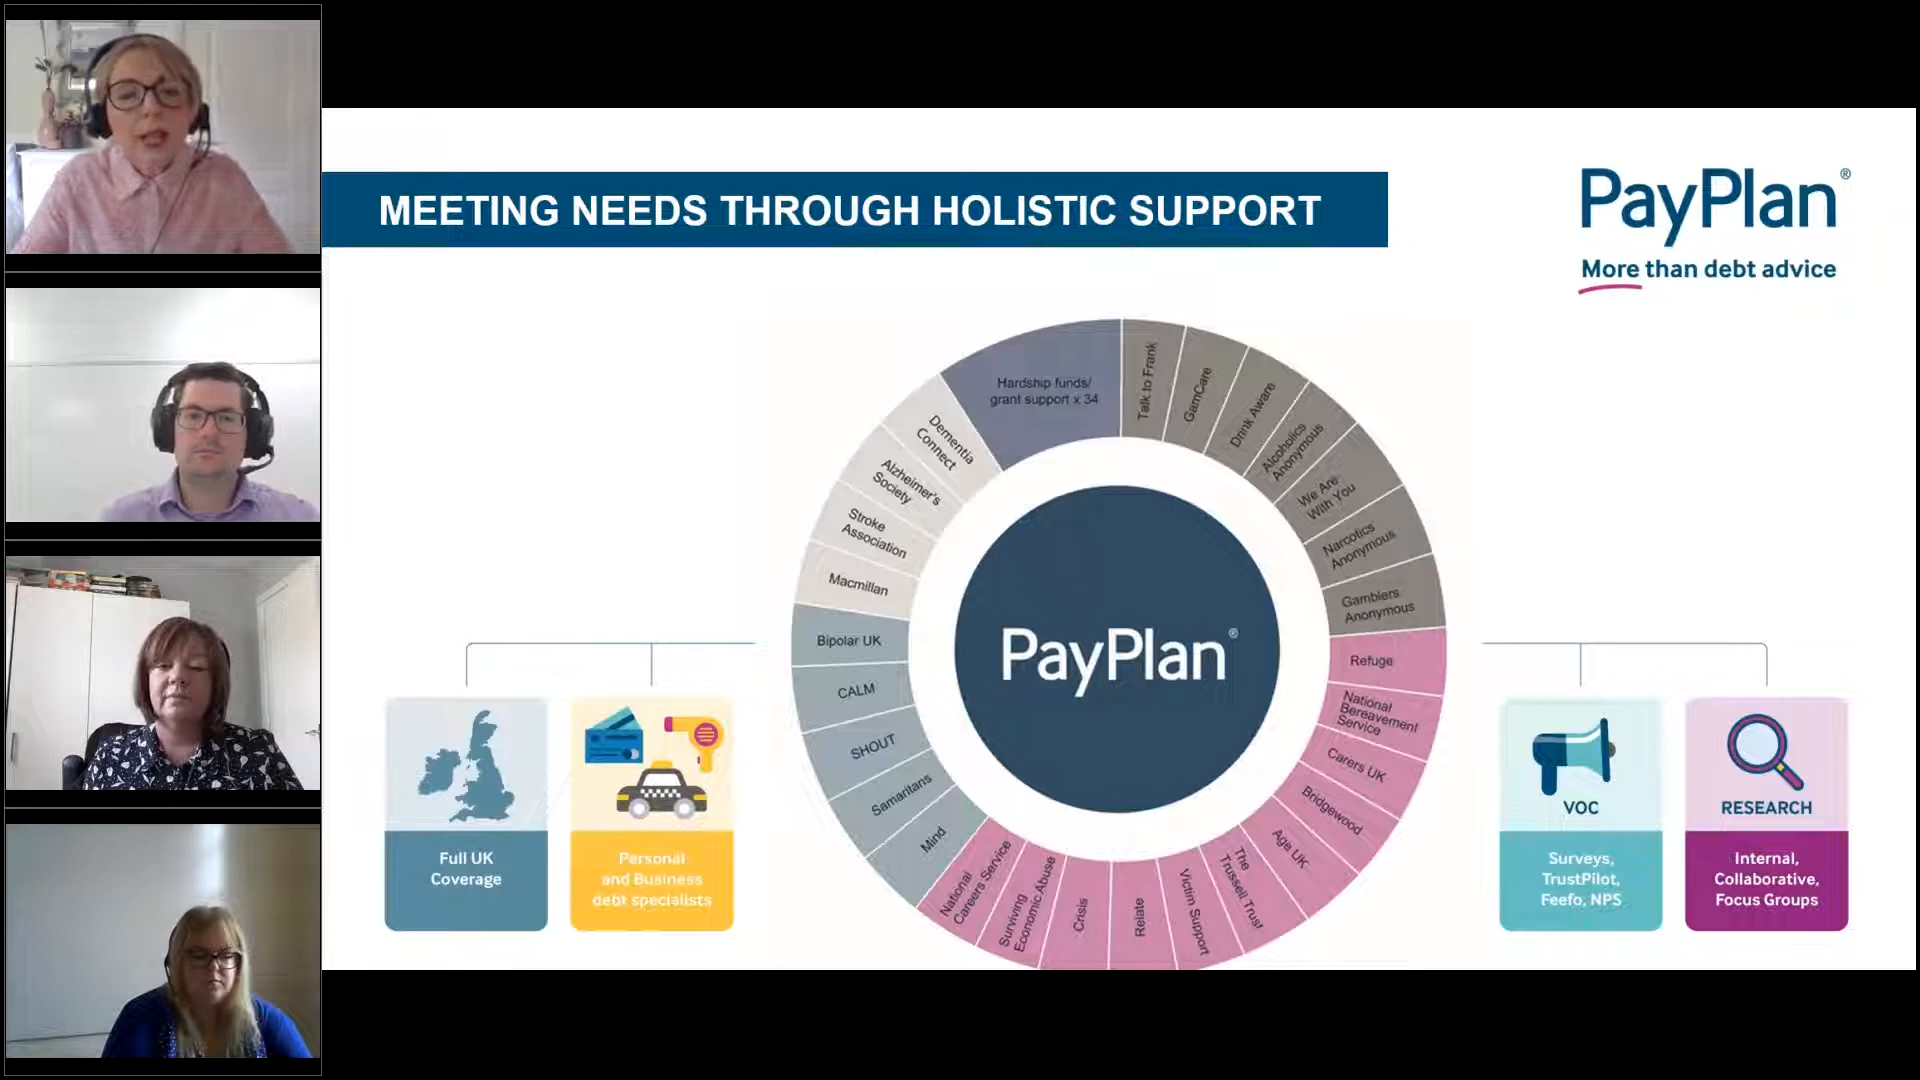 MEETING NEEDS THROUGH HOLISTIC SUPPORT
PayPlan®
More than debt advice
Hardship funds/
grant support x 34
Talk to Frank
GamCare
Drink Aware
Alcoholics
Anonymous
We Are
With You
Narcotics
Anonymous
Gamblers
Anonymous
Refuge
National
Bereavement
Service
Carers UK
Bridgewood
Age UK
The
Trussell Trust
Victim Support
Relate
Crisis
Surviving
Economic Abuse
National
Careers Service
Mind
Samaritans
SHOUT
CALM
Bipolar UK
Macmillan
Stroke
Association
Alzheimer's
Society
Dementia
Connect
PayPlan®
Full UK
Coverage
Personal
and Business
debt specialists
VOC
Surveys,
TrustPilot,
Feefo, NPS
RESEARCH
Internal,
Collaborative,
Focus Groups